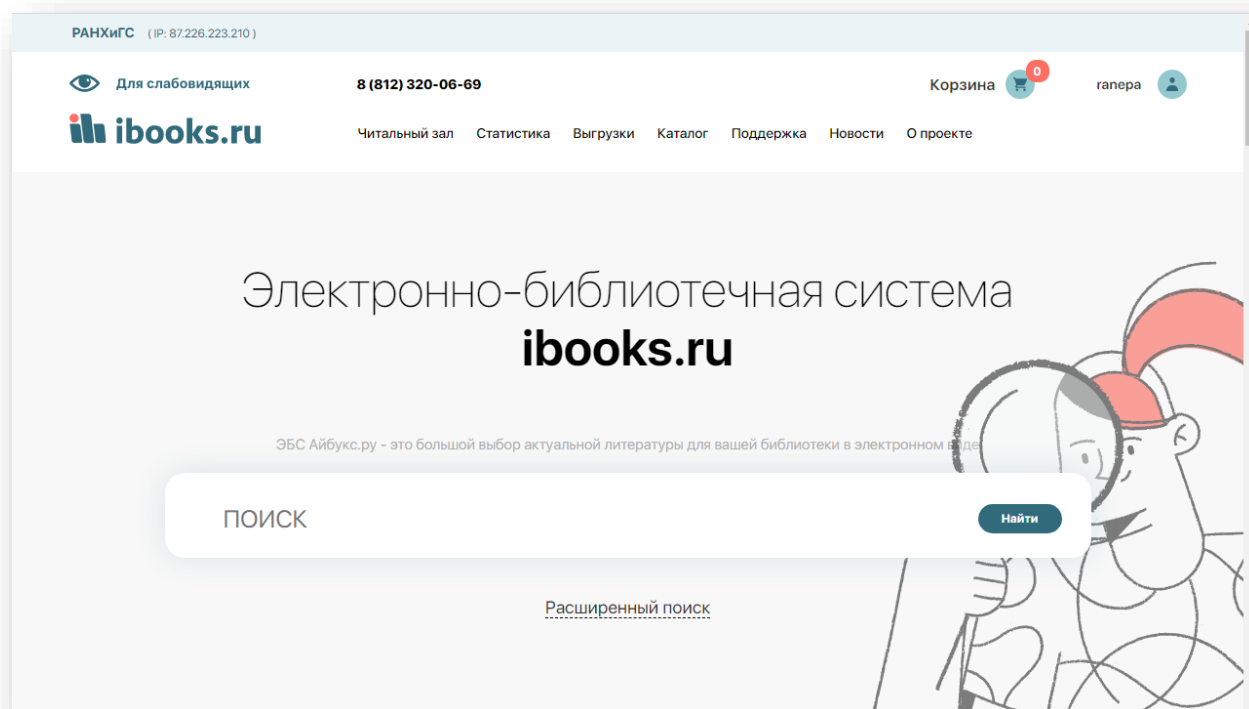 РАНХиГС ( IP: 87.226.223.210 )
Для слабовидящих 8 (812) 320-06-69 Корзина 0 ranepa
ibooks.ru Читальный зал Статистика Выгрузки Каталог Поддержка Новости О проекте
Электронно-библиотечная система
ibooks.ru
ЭБС Айбукс.ру - это большой выбор актуальной литературы для вашей библиотеки в электронном виде
ПОИСК Найти
Расширенный поиск